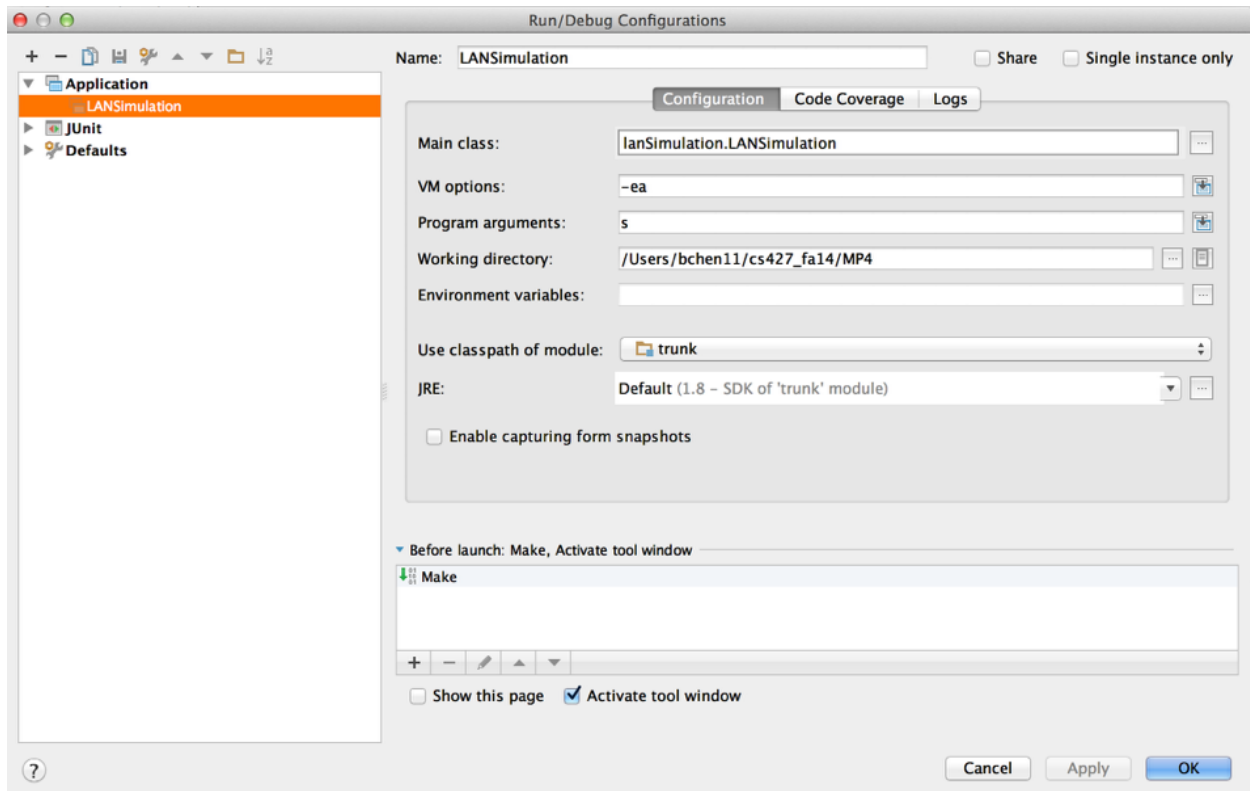 Run/Debug Configurations
Name: LANSimulation Share Single instance only
Application
LANSimulation
JUnit
Defaults
Configuration Code Coverage Logs
Main class: lanSimulation.LANSimulation
VM options: -ea
Program arguments: s
Working directory: /Users/bchen11/cs427_fa14/MP4
Environment variables:
Use classpath of module: trunk
JRE: Default (1.8 – SDK of 'trunk' module)
Enable capturing form snapshots
Before launch: Make, Activate tool window
Make
Show this page Activate tool window
? Cancel Apply OK